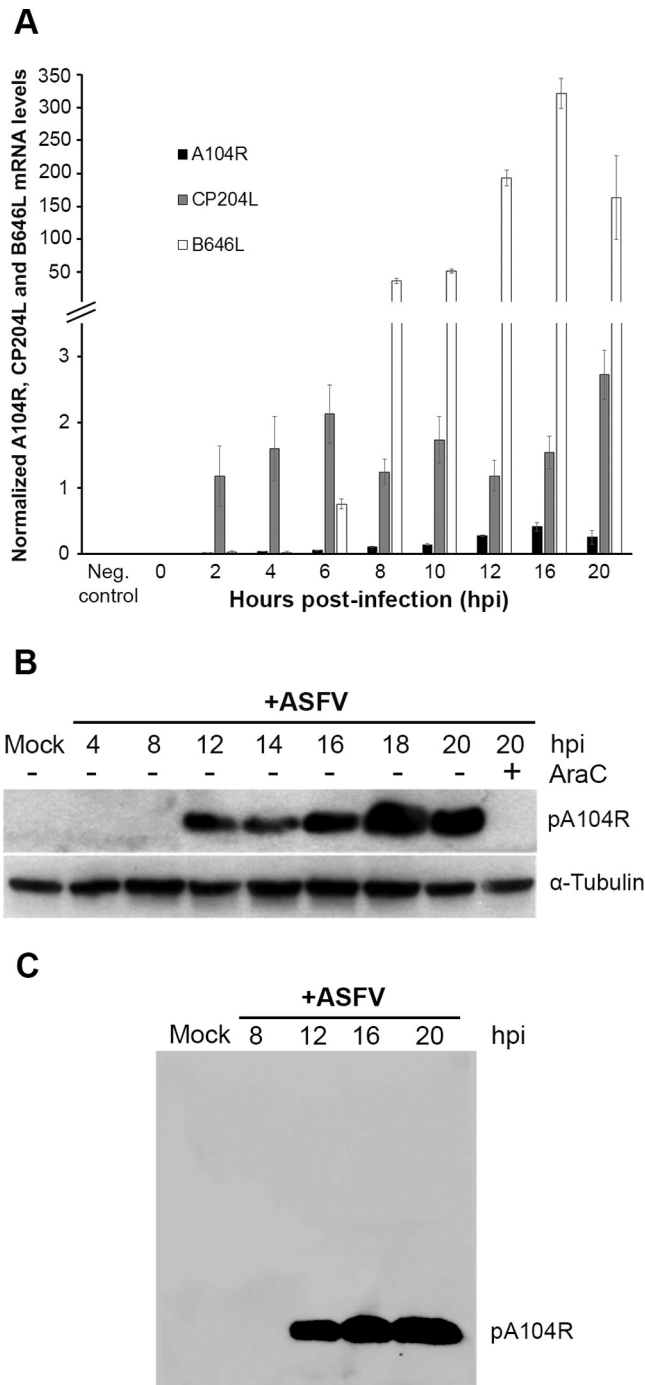 A
Normalized A104R, CP204L and B646L mRNA levels
350
300
250
200
150
100
50
3
2
1
0
A104R
CP204L
B646L
Neg. control 0 2 4 6 8 10 12 16 20
Hours post-infection (hpi)
B
+ASFV
Mock 4 8 12 14 16 18 20 20 hpi
- - - - - - - - + AraC
pA104R
α-Tubulin
C
+ASFV
Mock 8 12 16 20 hpi
pA104R